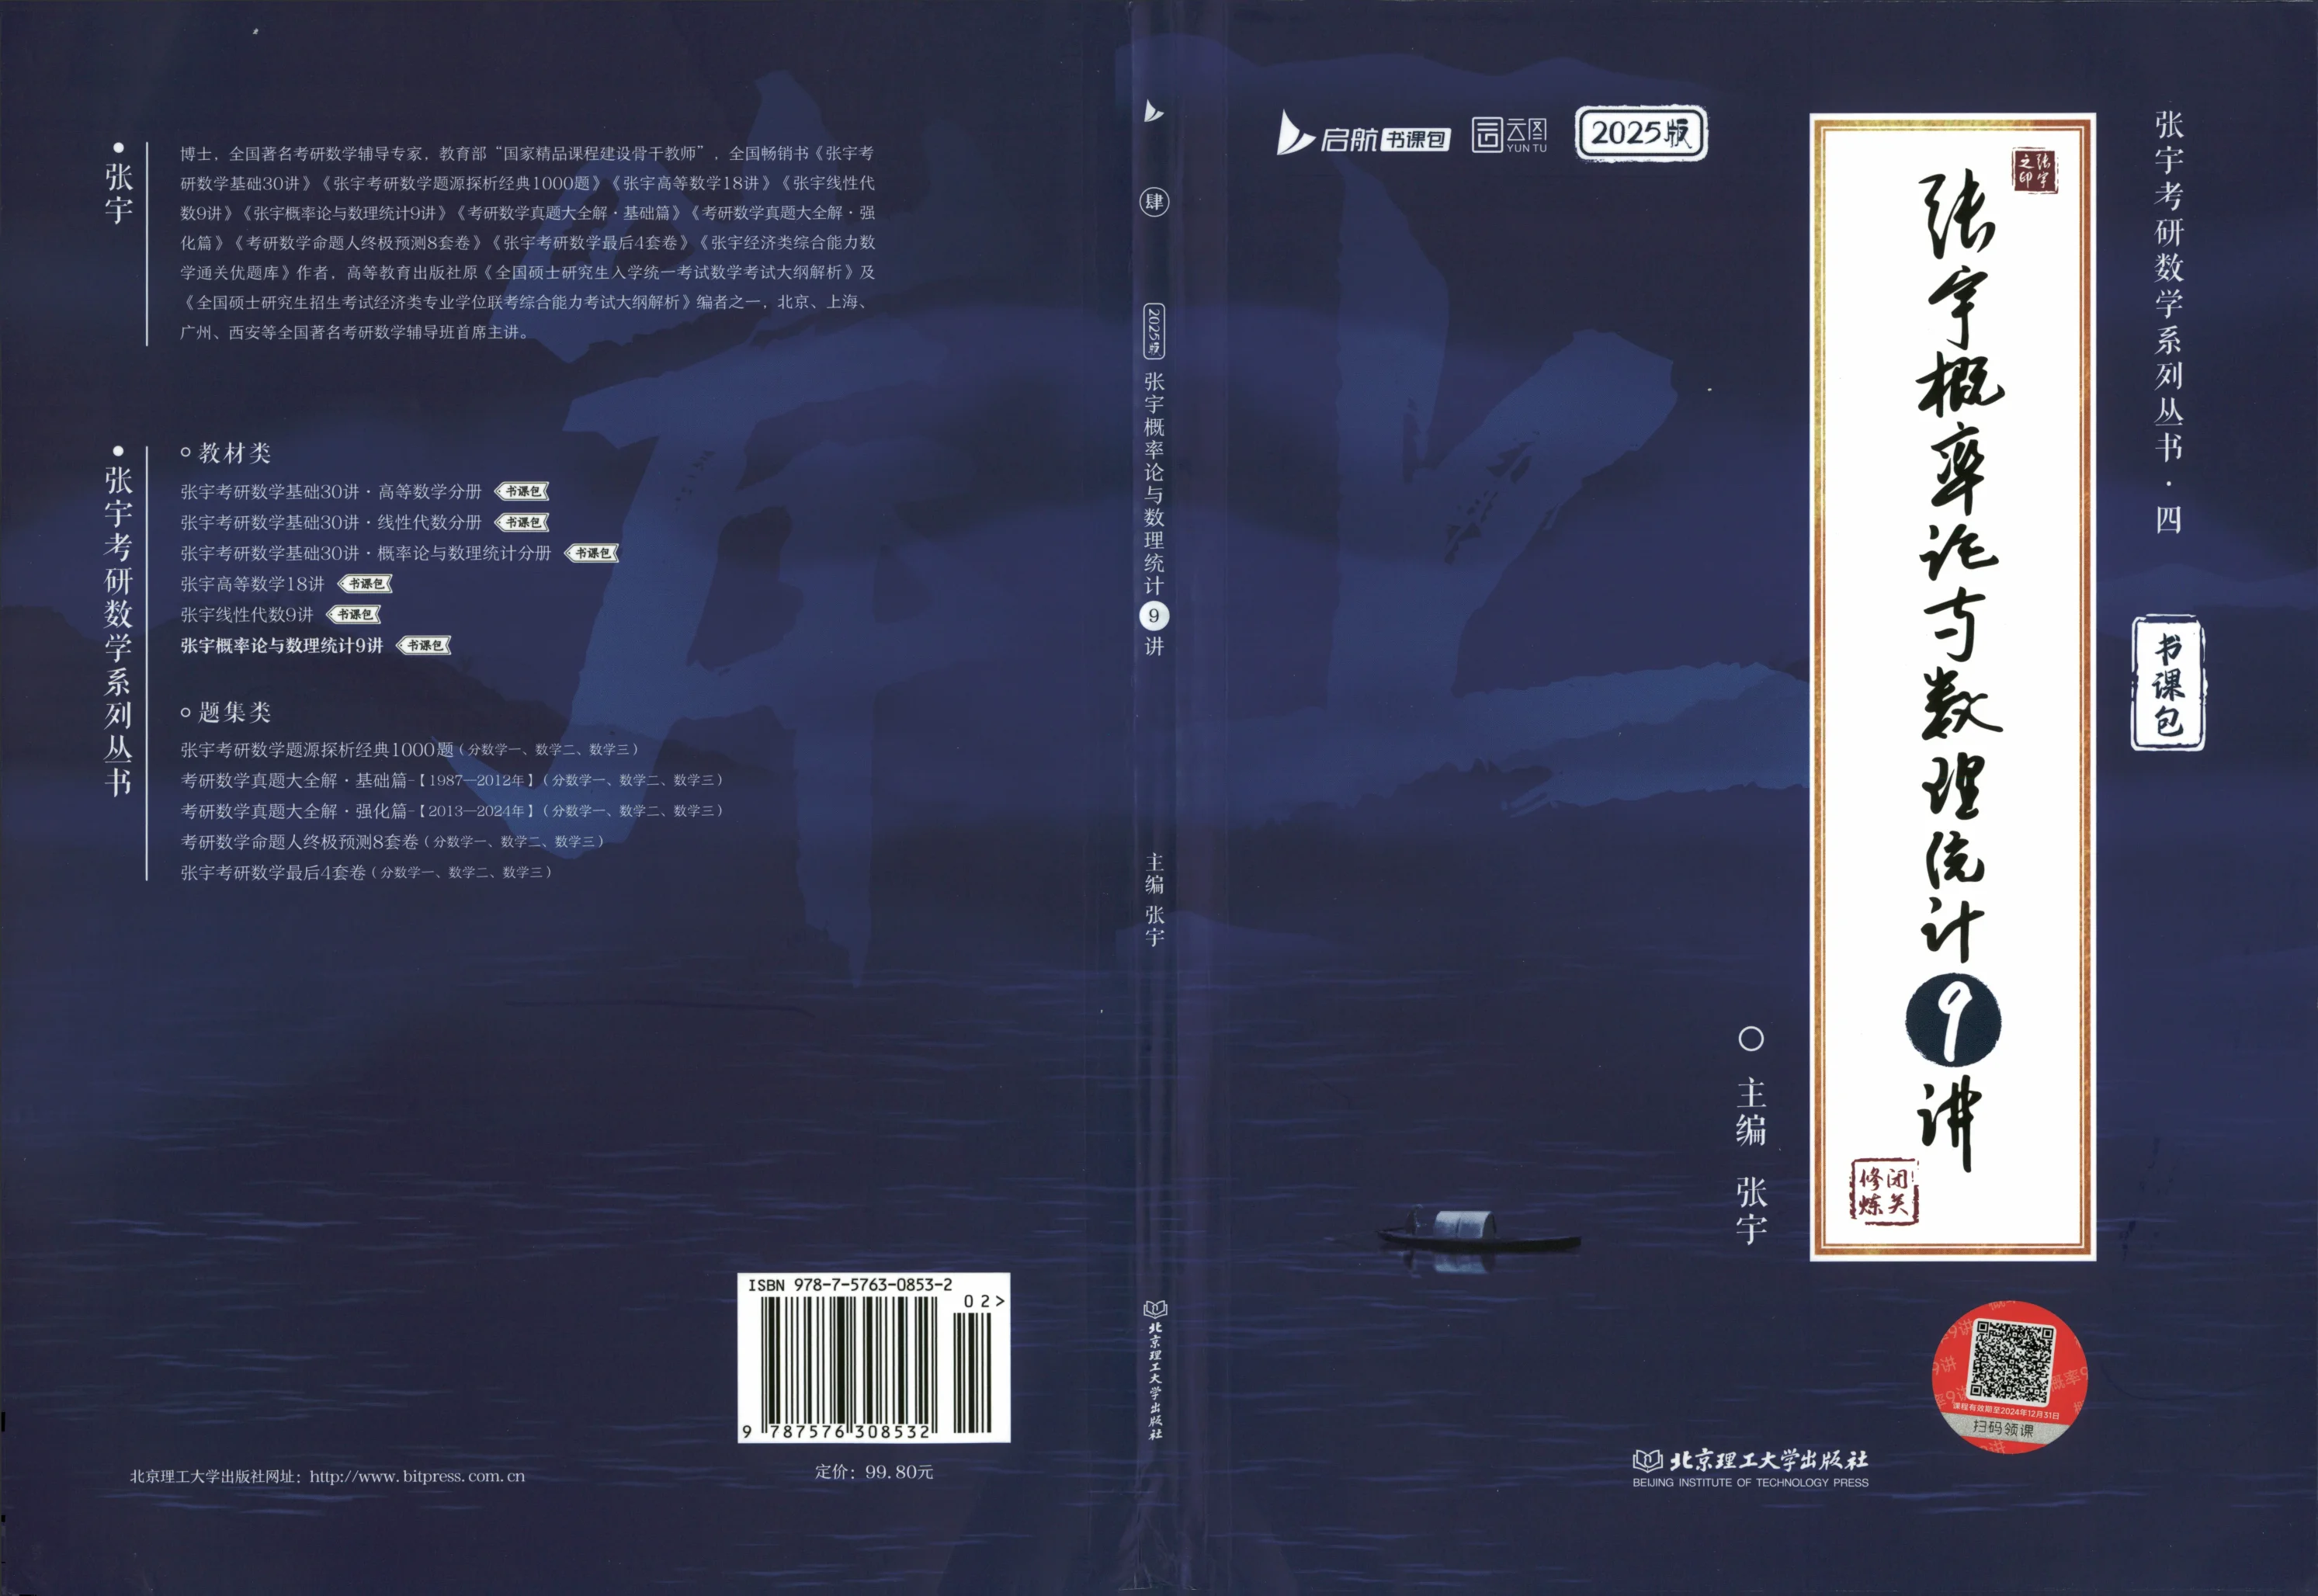 张宇
博士，全国著名考研数学辅导专家，教育部“国家精品课程建设骨干教师”，全国畅销书《张宇考
研数学基础30讲》《张宇考研数学题源探析经典1000题》《张宇高等数学18讲》《张宇线性代
数9讲》《张宇概率论与数理统计9讲》《考研数学真题大全解·基础篇》《考研数学真题大全解·强
化篇》《考研数学命题人终极预测8套卷》《张宇考研数学最后4套卷》《张宇经济类综合能力数
学通关优题库》作者，高等教育出版社原《全国硕士研究生入学统一考试数学考试大纲解析》及
《全国硕士研究生招生考试经济类专业学位联考综合能力考试大纲解析》编者之一，北京、上海、
广州、西安等全国著名考研数学辅导班首席主讲。
张宇考研数学系列丛书
教材类
张宇考研数学基础30讲·高等数学分册 书课包
张宇考研数学基础30讲·线性代数分册 书课包
张宇考研数学基础30讲·概率论与数理统计分册 书课包
张宇高等数学18讲 书课包
张宇线性代数9讲 书课包
张宇概率论与数理统计9讲 书课包
题集类
张宇考研数学题源探析经典1000题（分数学一、数学二、数学三）
考研数学真题大全解·基础篇-【1987—2012年】（分数学一、数学二、数学三）
考研数学真题大全解·强化篇-【2013—2024年】（分数学一、数学二、数学三）
考研数学命题人终极预测8套卷（分数学一、数学二、数学三）
张宇考研数学最后4套卷（分数学一、数学二、数学三）
ISBN 978-7-5763-0853-2
02>
9 787576 308532
定价：99.80元
北京理工大学出版社网址：http://www.bitpress.com.cn
肆
2025版
张宇概率论与数理统计9讲
主编 张宇
北京理工大学出版社
启航 书课包
云图
YUN TU
2025版
张宇之印
张宇概率论与数理统计9讲
闭关修炼
张宇考研数学系列丛书·四
书课包
主编 张宇
课程有效期至2024年12月31日
扫码领课
北京理工大学出版社
BEIJING INSTITUTE OF TECHNOLOGY PRESS